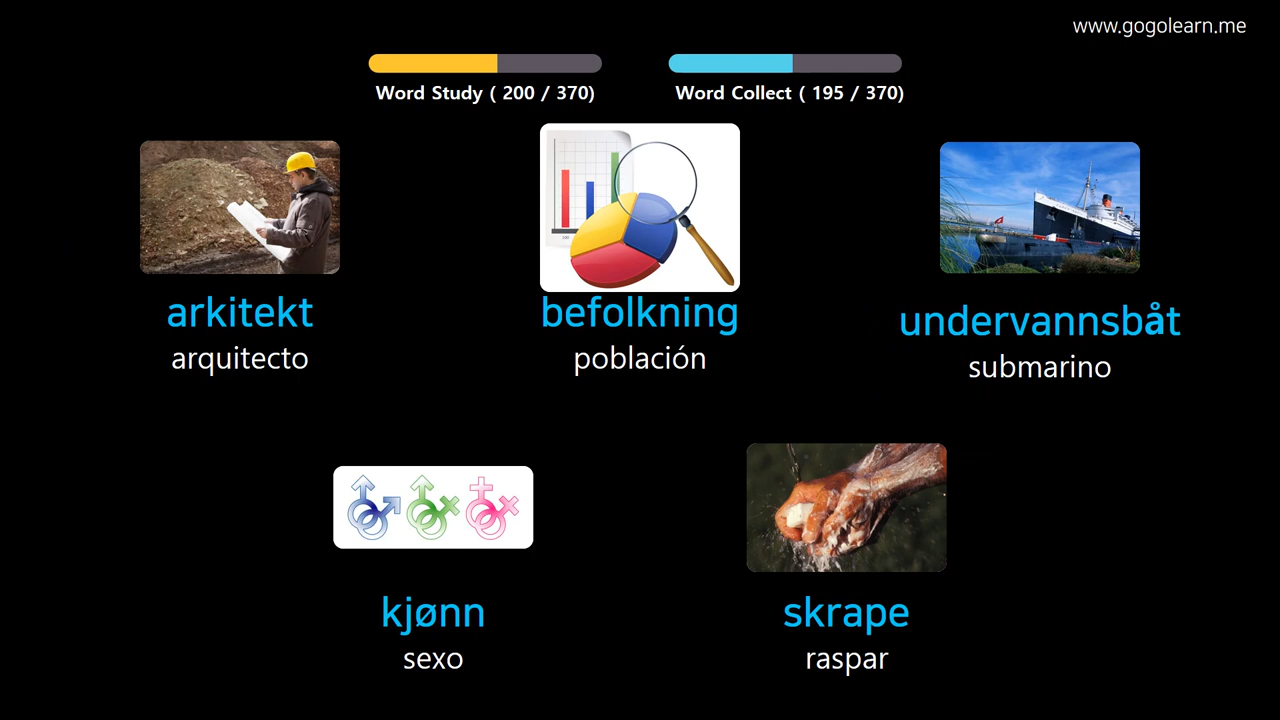 www.gogolearn.me
Word Study ( 200 / 370)
Word Collect ( 195 / 370)
arkitekt
arquitecto
befolkning
población
undervannsbåt
submarino
kjønn
sexo
skrape
raspar